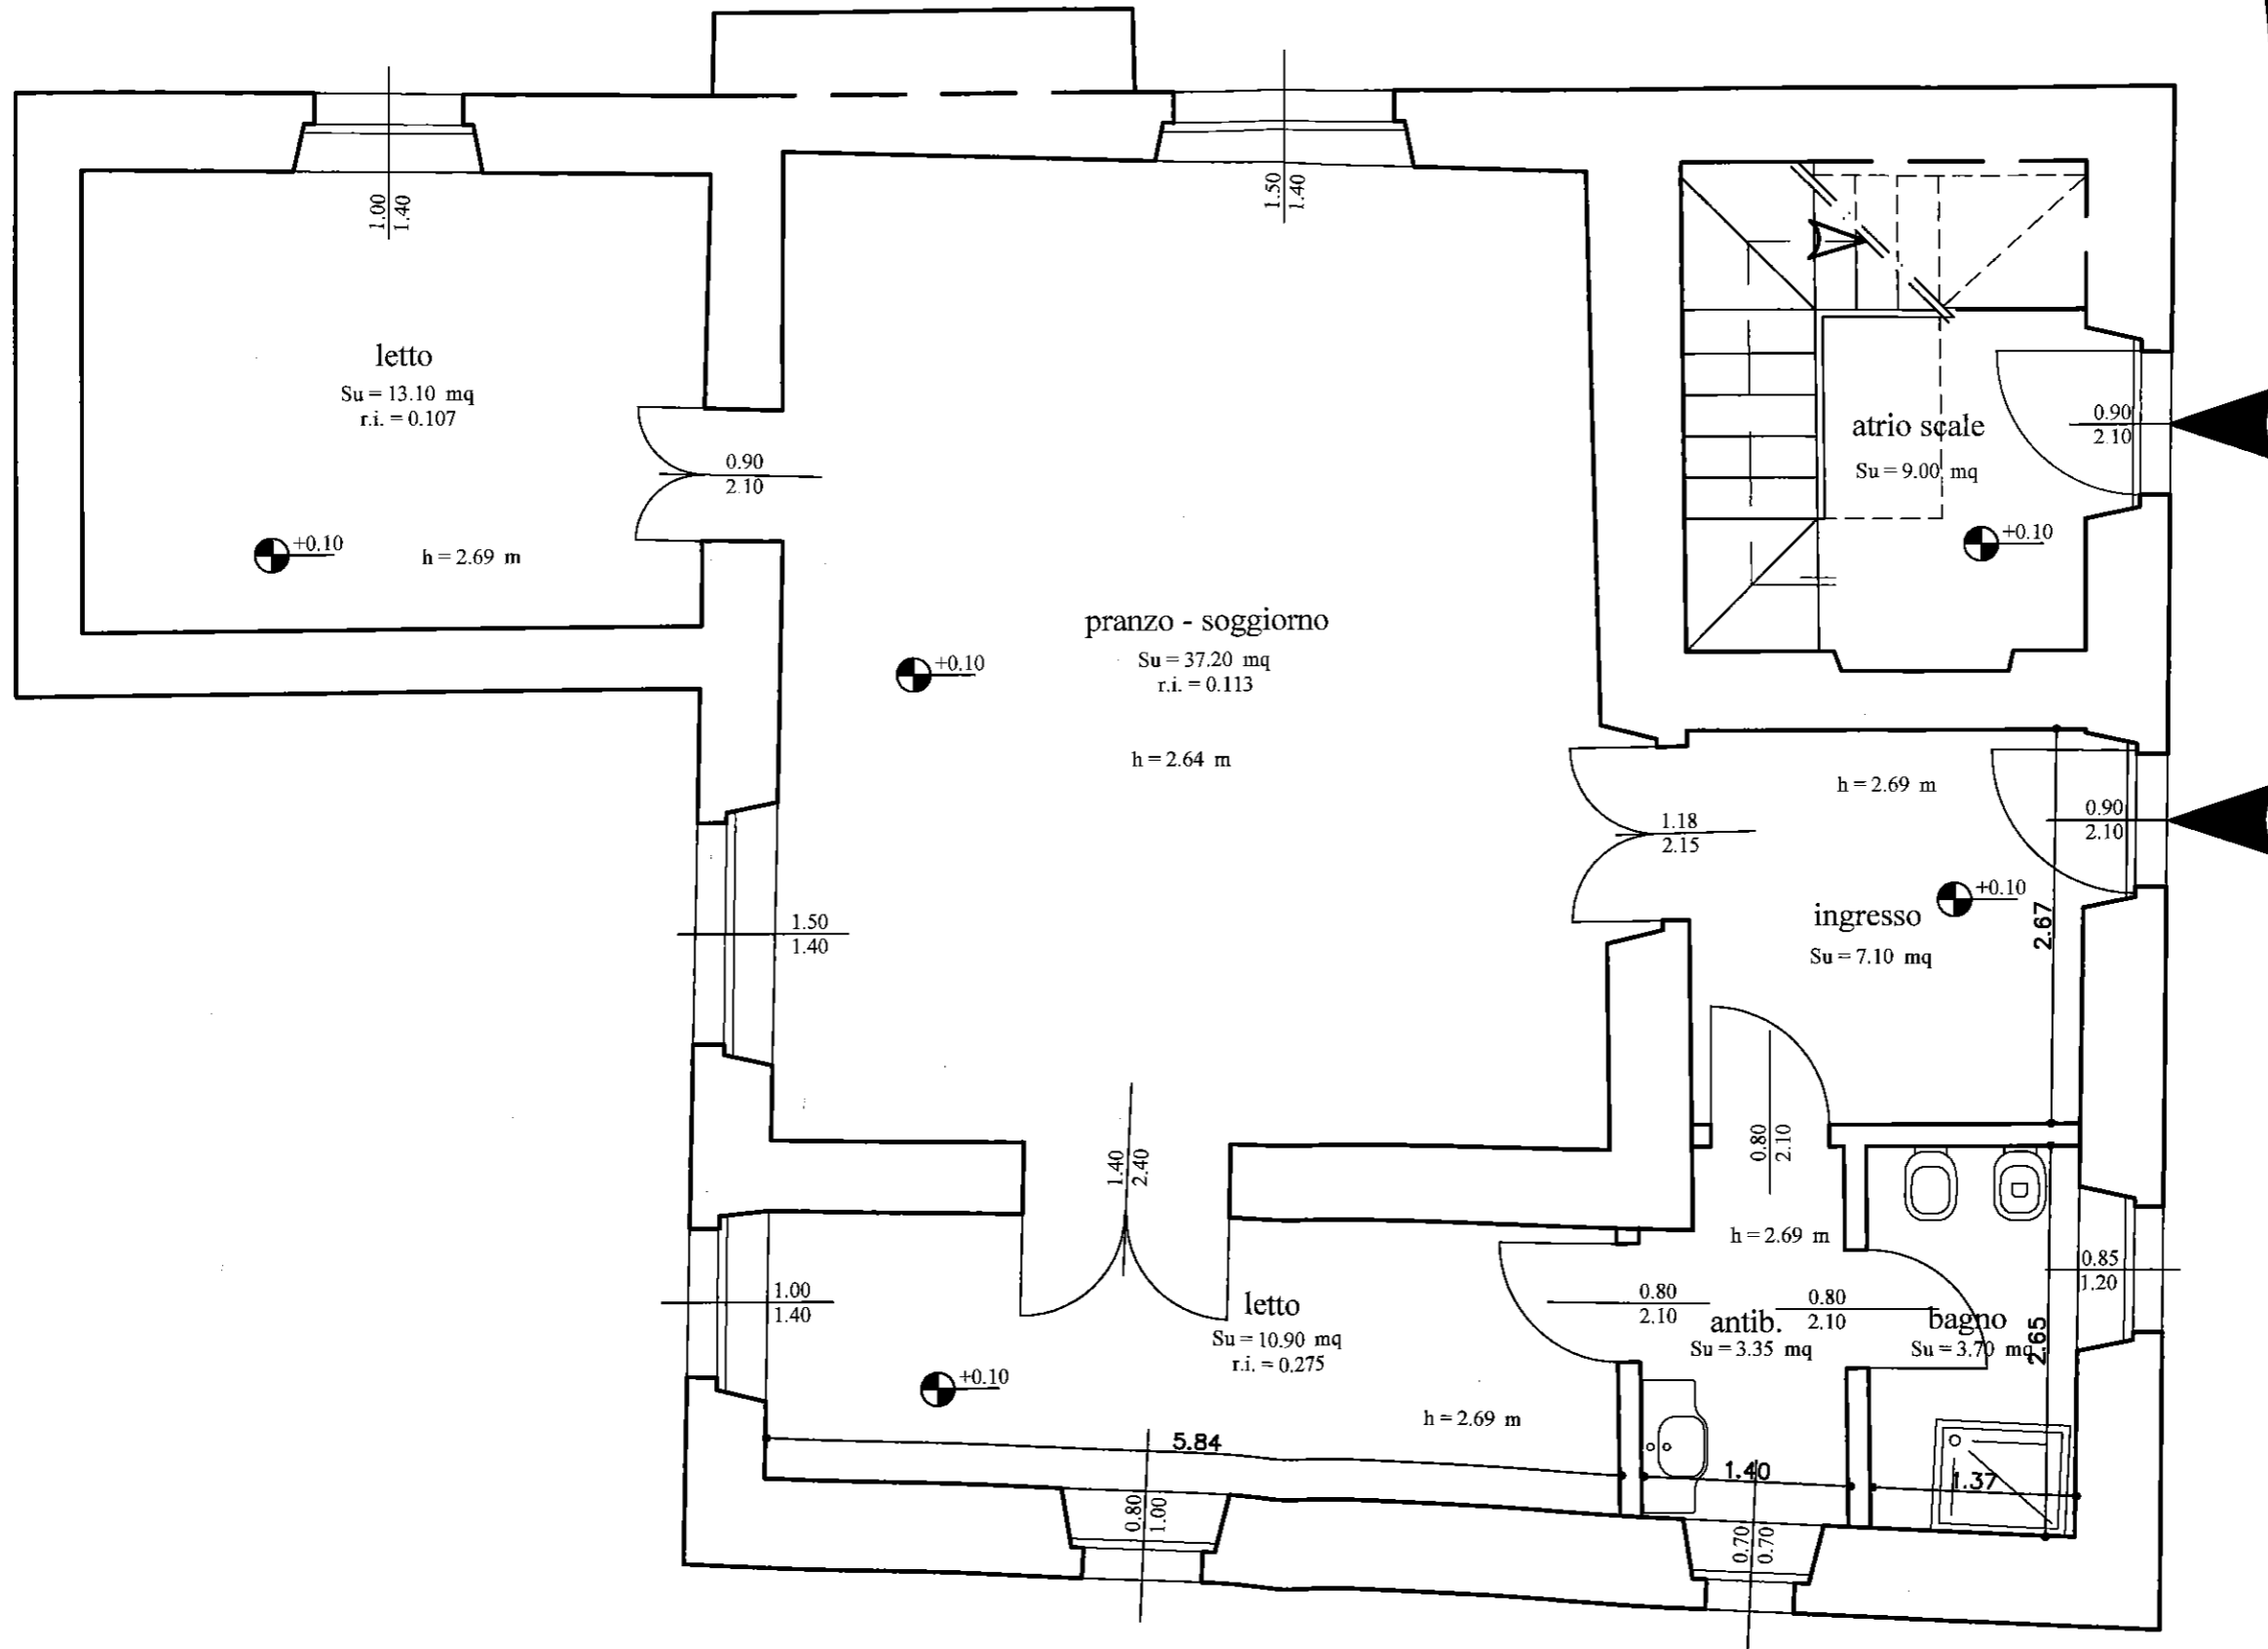 1.00
1.40
1.50
1.40
letto
Su = 13.10 mq
r.i. = 0.107
0.90
2.10
+0.10
h = 2.69 m
atrio scale
Su = 9.00 mq
0.90
2.10
+0.10
pranzo - soggiorno
Su = 37.20 mq
r.i. = 0.113
+0.10
h = 2.64 m
h = 2.69 m
1.18
2.15
0.90
2.10
+0.10
ingresso
Su = 7.10 mq
2.67
1.50
1.40
1.40
2.40
0.80
2.10
h = 2.69 m
0.85
1.20
1.00
1.40
letto
Su = 10.90 mq
r.i. = 0.275
0.80
2.10
0.80
2.10
antib.
Su = 3.35 mq
bagno
Su = 3.70 mq
2.65
+0.10
h = 2.69 m
5.84
1.40
1.37
0.80
1.00
0.70
0.70